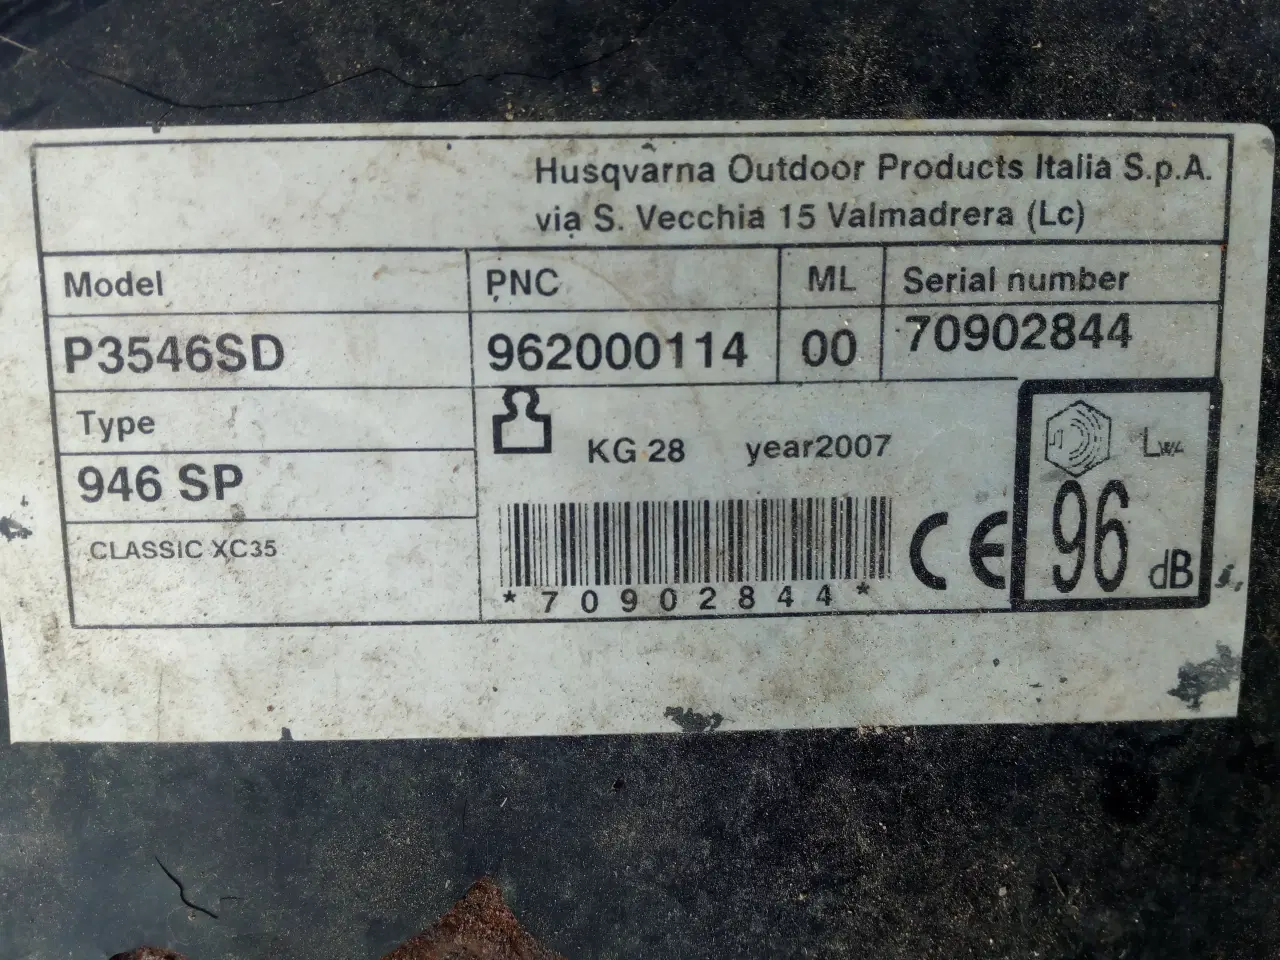 Husqvarna Outdoor Products Italia S.p.A.
via S. Vecchia 15 Valmadrera (Lc)
Model
PNC
ML
Serial number
P3546SD
962000114
00
70902844
Type
946 SP
CLASSIC XC35
KG 28
year2007
*70902844*
CE
LWA
96
dB